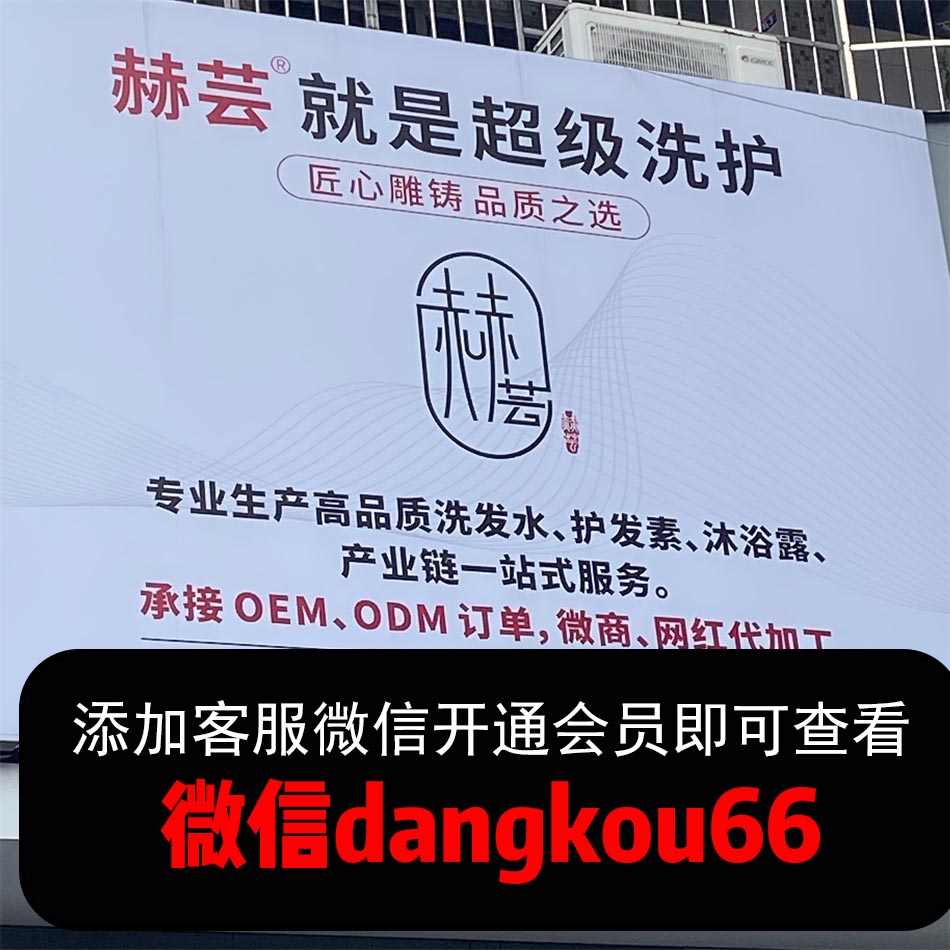 赫芸® 就是超级洗护
匠心雕铸 品质之选
赫芸
赫芸
专业生产高品质洗发水、护发素、沐浴露、
产业链一站式服务。
承接 OEM、ODM 订单, 微商、网红代加工
GREE
添加客服微信开通会员即可查看
微信dangkou66